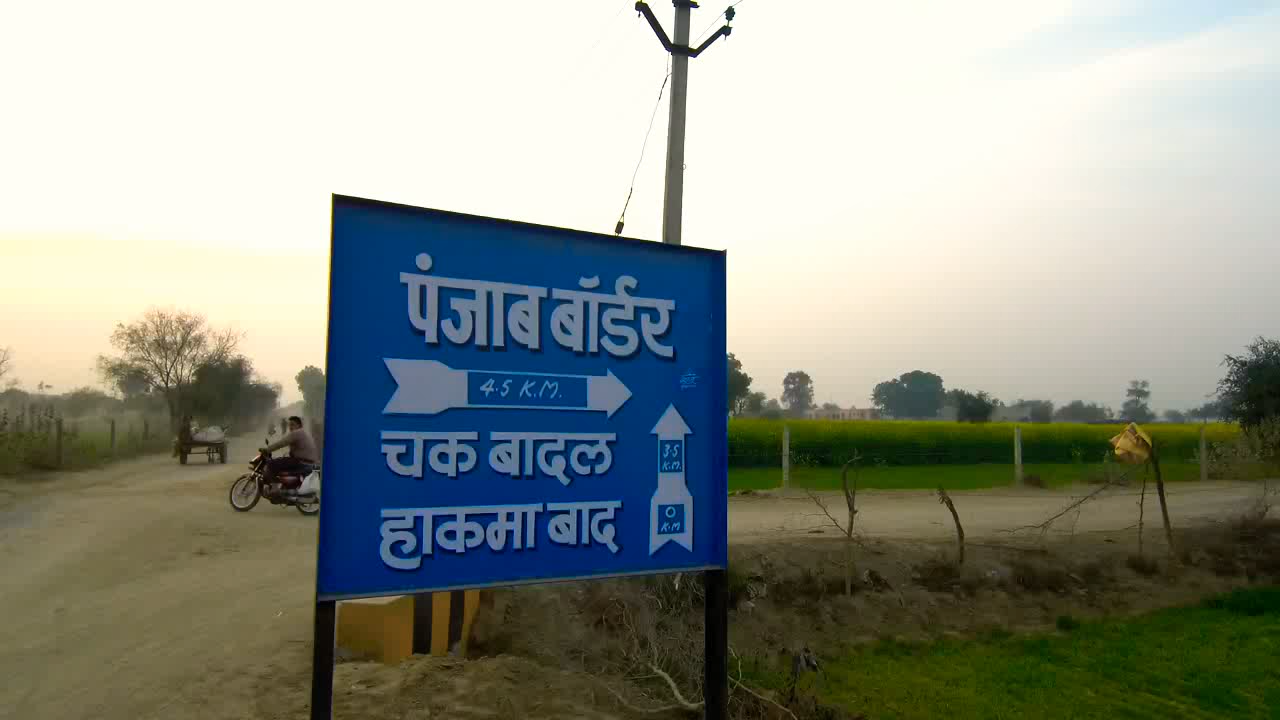 पंजाब बॉर्डर
4.5 K.M.
चक बादल
3.5
K.M.
हाकमा बाद
0
K.M